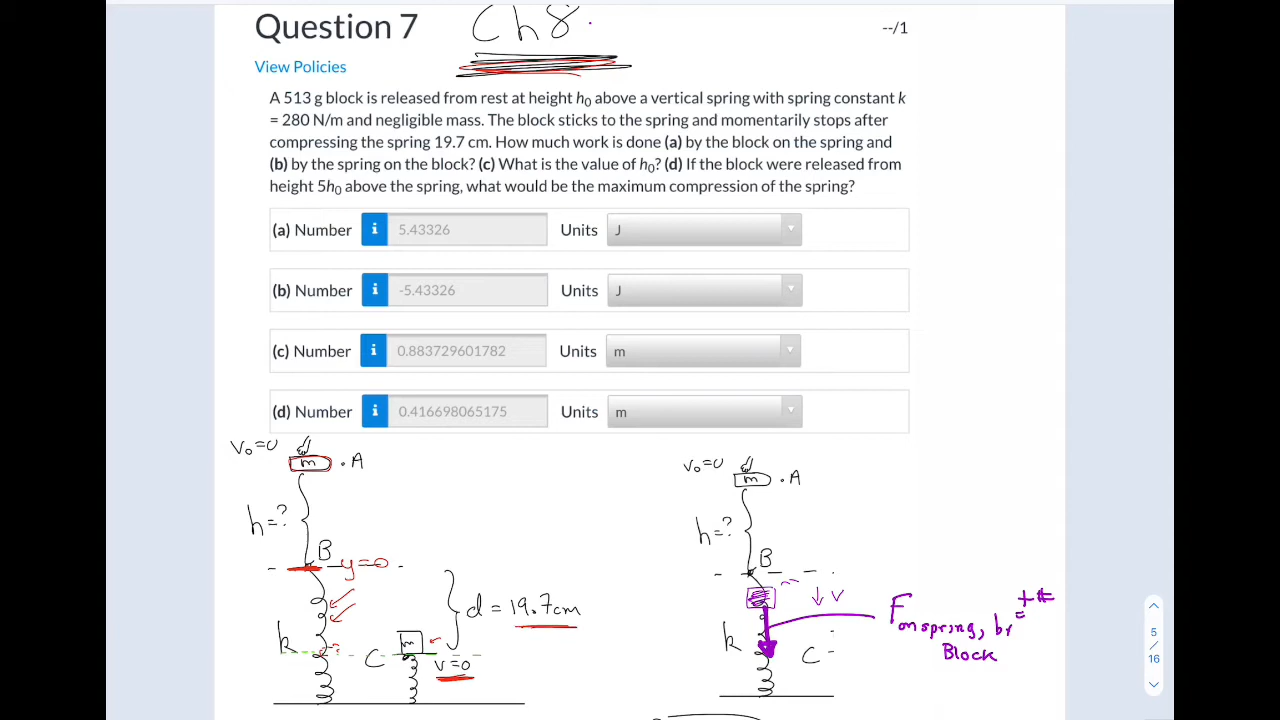 Question 7
Ch 8
--/1
View Policies
A 513 g block is released from rest at height h₀ above a vertical spring with spring constant k
= 280 N/m and negligible mass. The block sticks to the spring and momentarily stops after
compressing the spring 19.7 cm. How much work is done (a) by the block on the spring and
(b) by the spring on the block? (c) What is the value of h₀? (d) If the block were released from
height 5h₀ above the spring, what would be the maximum compression of the spring?
(a) Number i 5.43326 Units J
(b) Number i -5.43326 Units J
(c) Number i 0.883729601782 Units m
(d) Number i 0.416698065175 Units m
v₀=0
m .A
h=?
B
y=0
d = 19.7cm
k
m
C
v=0
v₀=0
m .A
h=?
B
v
F on spring, by = +
Block
k
C
5
/
16